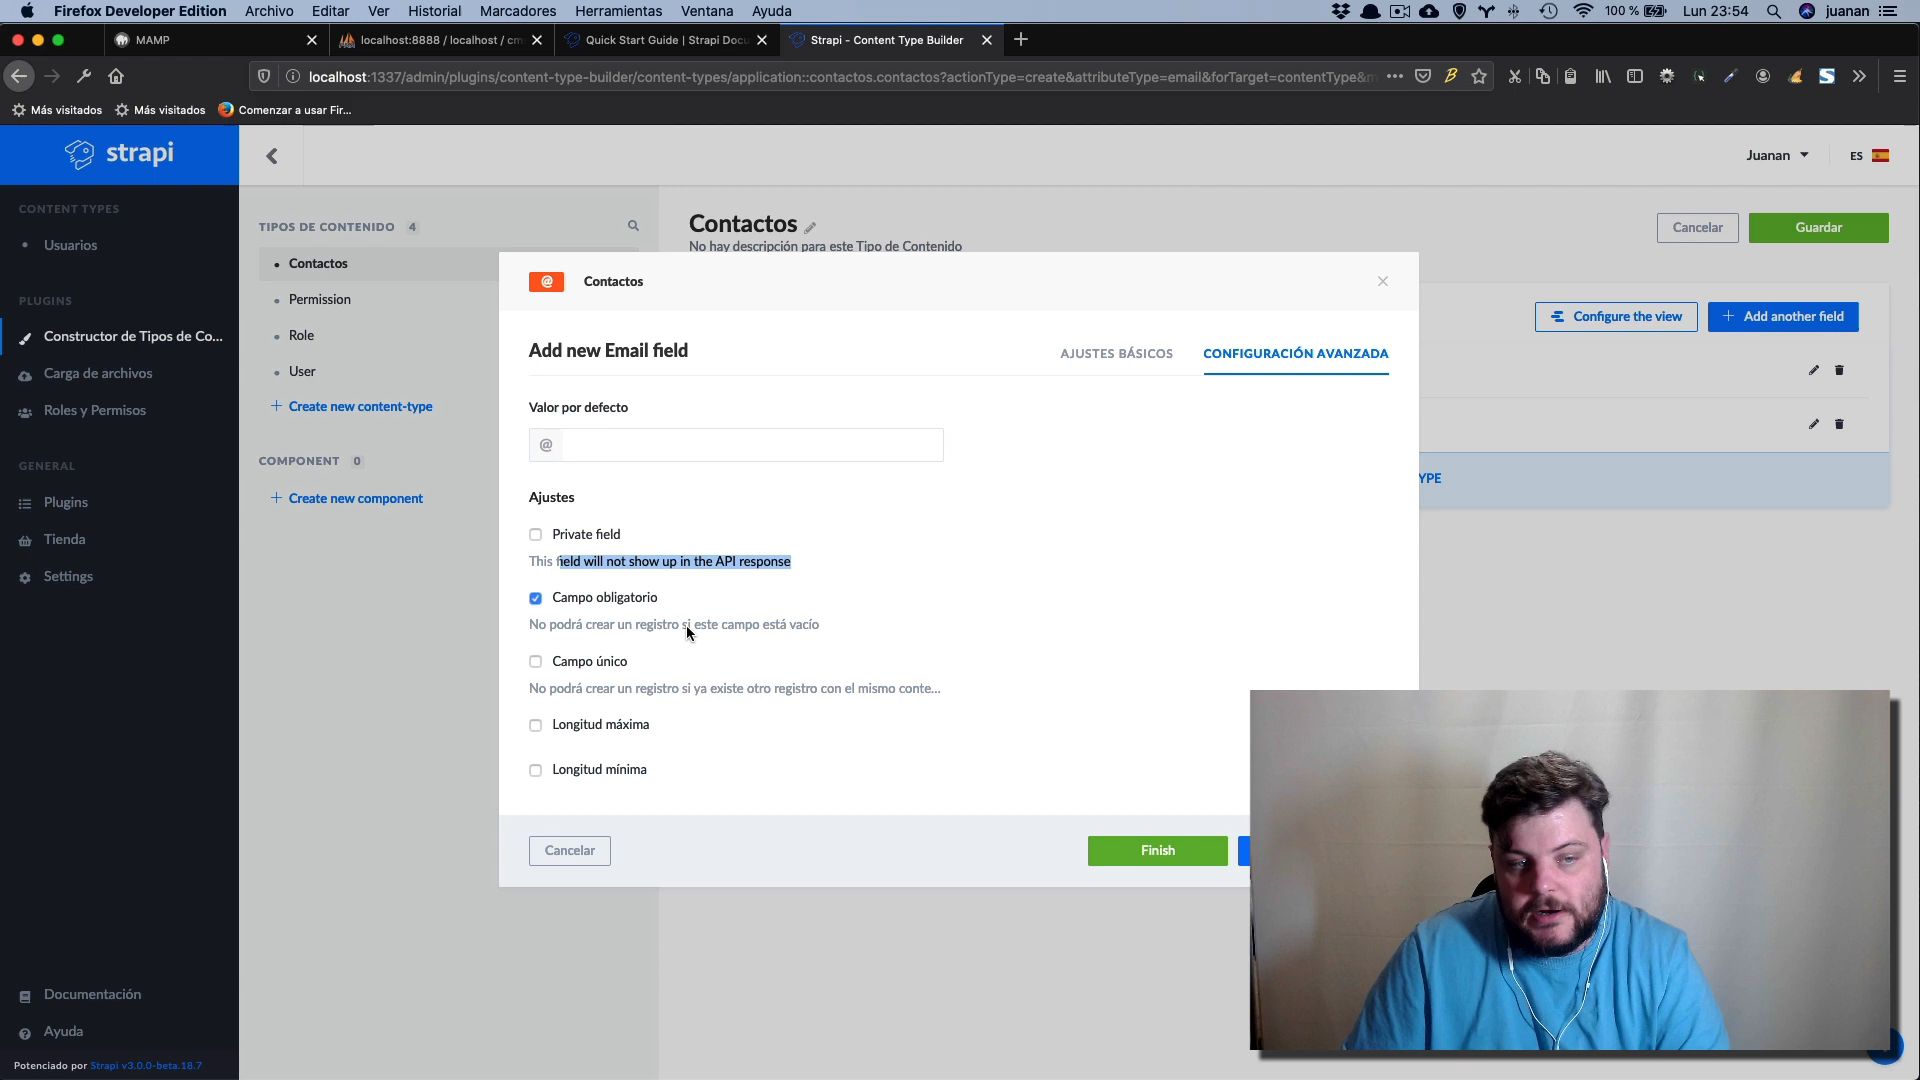 Firefox Developer Edition Archivo Editar Ver Historial Marcadores Herramientas Ventana Ayuda 100 % Lun 23:54 juanan
MAMP localhost:8888 / localhost / cm Quick Start Guide | Strapi Docu Strapi - Content Type Builder
localhost:1337/admin/plugins/content-type-builder/content-types/application::contactos.contactos?actionType=create&attributeType=email&forTarget=contentType&m
Más visitados Más visitados Comenzar a usar Fir...
strapi
Juanan ES
CONTENT TYPES
Usuarios
PLUGINS
Constructor de Tipos de Co...
Carga de archivos
Roles y Permisos
GENERAL
Plugins
Tienda
Settings
Documentación
Ayuda
Potenciado por Strapi v3.0.0-beta.18.7
TIPOS DE CONTENIDO 4
Contactos
Permission
Role
User
+ Create new content-type
COMPONENT 0
+ Create new component
Contactos
No hay descripción para este Tipo de Contenido
Cancelar Guardar
Configure the view + Add another field
YPE
@ Contactos
Add new Email field
AJUSTES BÁSICOS CONFIGURACIÓN AVANZADA
Valor por defecto
@
Ajustes
Private field
This field will not show up in the API response
Campo obligatorio
No podrá crear un registro si este campo está vacío
Campo único
No podrá crear un registro si ya existe otro registro con el mismo conte...
Longitud máxima
Longitud mínima
Cancelar Finish